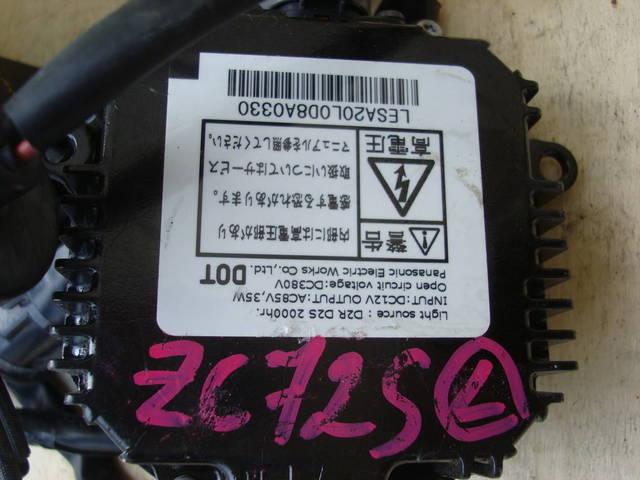 Light source : D2R D2S 2000hr.
INPUT:DC12V OUTPUT:AC85V,35W
Open circuit voltage:DC380V
Panasonic Electric Works Co., Ltd.
DOT
警告
高電圧
内部には高電圧部があり
感電する恐れがあります。
取扱いについてはサービス
マニュアルを参照してください。
LESA20L0D8A0330
ZC72S L